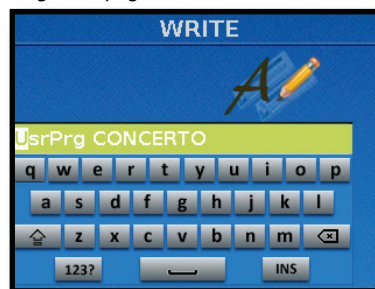 WRITE
UsrPrg CONCERTO
q w e r t y u i o p
a s d f g h j k l
z x c v b n m
123? INS